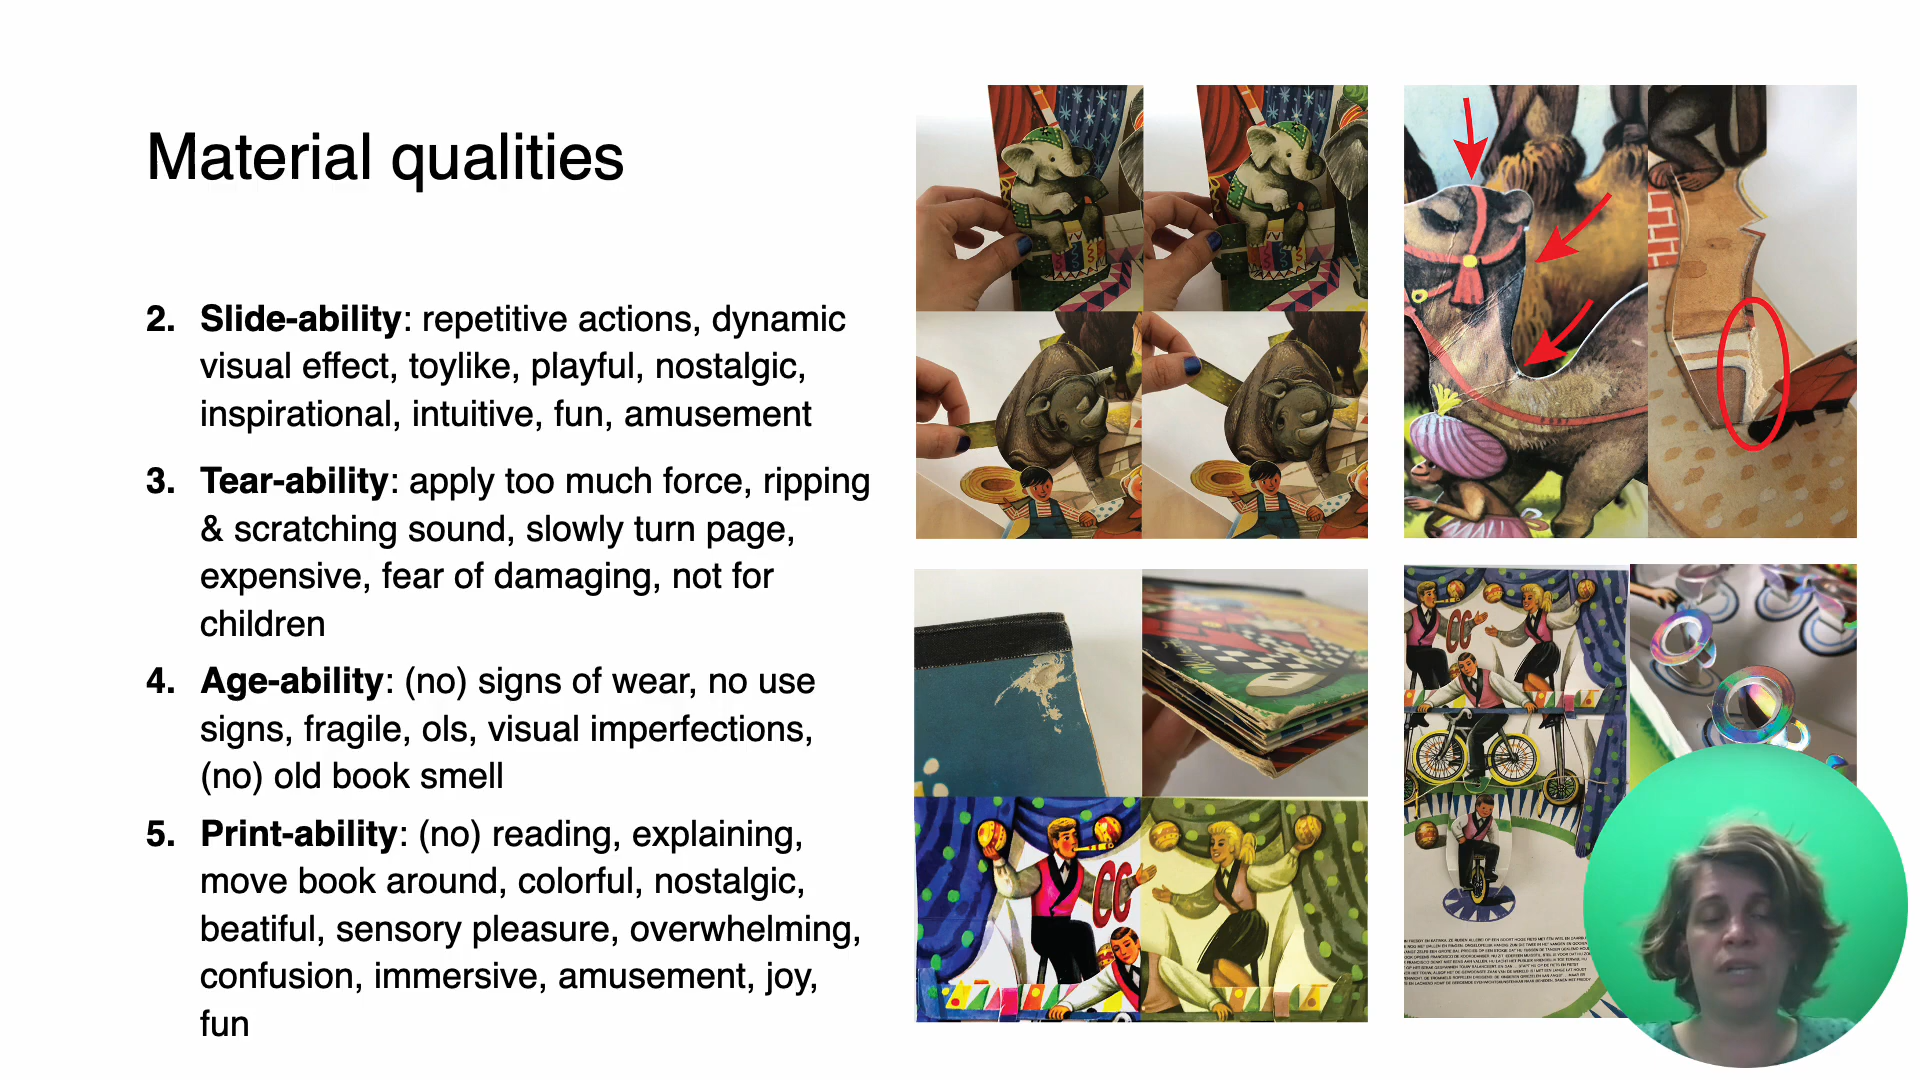 Material qualities
2. Slide-ability: repetitive actions, dynamic
visual effect, toylike, playful, nostalgic,
inspirational, intuitive, fun, amusement
3. Tear-ability: apply too much force, ripping
& scratching sound, slowly turn page,
expensive, fear of damaging, not for
children
4. Age-ability: (no) signs of wear, no use
signs, fragile, ols, visual imperfections,
(no) old book smell
5. Print-ability: (no) reading, explaining,
move book around, colorful, nostalgic,
beatiful, sensory pleasure, overwhelming,
confusion, immersive, amusement, joy,
fun